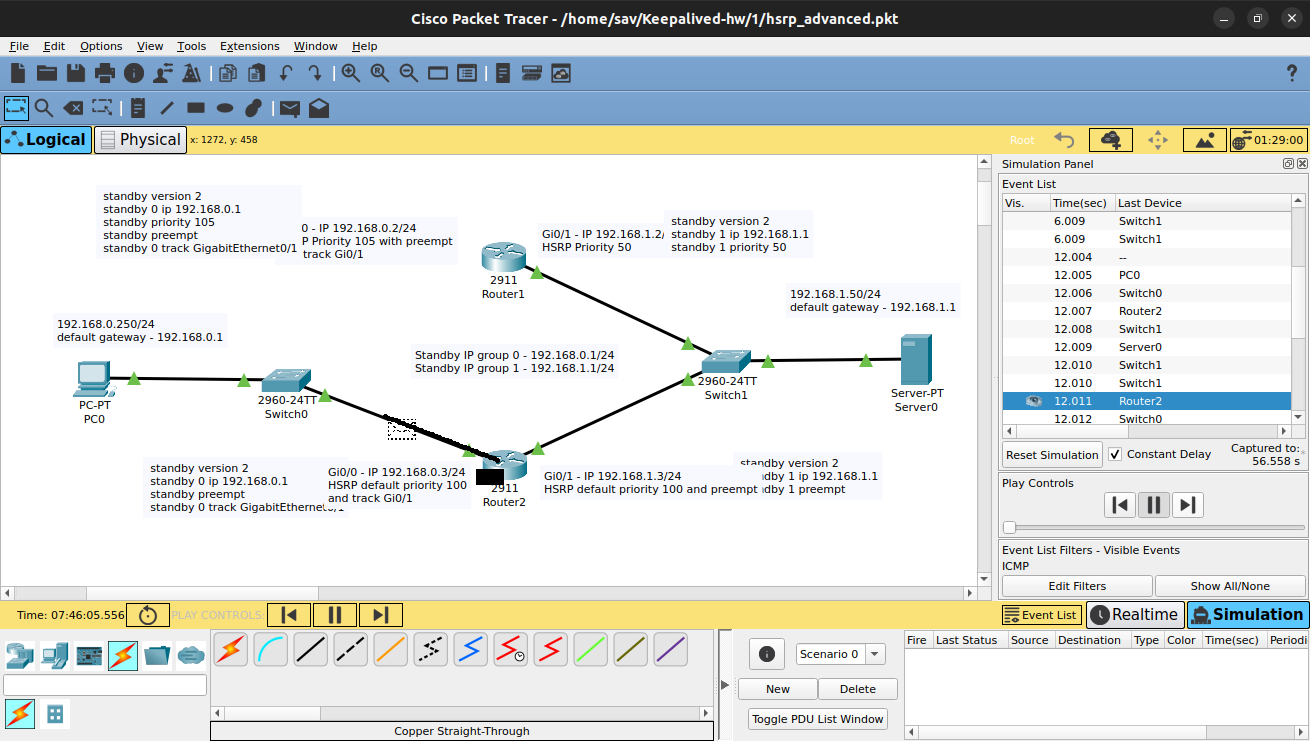 Cisco Packet Tracer - /home/sav/Keepalived-hw/1/hsrp_advanced.pkt
File Edit Options View Tools Extensions Window Help
Logical Physical x: 1272, y: 458 Root 01:29:00
standby version 2
standby 0 ip 192.168.0.1
standby priority 105
standby preempt
standby 0 track GigabitEthernet0/1
0 - IP 192.168.0.2/24
P Priority 105 with preempt
track Gi0/1
2911
Router1
Gi0/1 - IP 192.168.1.2/
HSRP Priority 50
standby version 2
standby 1 ip 192.168.1.1
standby 1 priority 50
192.168.1.50/24
default gateway - 192.168.1.1
192.168.0.250/24
default gateway - 192.168.0.1
Standby IP group 0 - 192.168.0.1/24
Standby IP group 1 - 192.168.1.1/24
PC-PT
PC0
2960-24TT
Switch0
2960-24TT
Switch1
Server-PT
Server0
standby version 2
standby 0 ip 192.168.0.1
standby preempt
standby 0 track GigabitEthernet0/1
Gi0/0 - IP 192.168.0.3/24
HSRP default priority 100
and track Gi0/1
2911
Router2
Gi0/1 - IP 192.168.1.3/24
HSRP default priority 100 and preempt
standby version 2
dby 1 ip 192.168.1.1
dby 1 preempt
Simulation Panel
Event List
Vis. Time(sec) Last Device
6.009 Switch1
6.009 Switch1
12.004 --
12.005 PC0
12.006 Switch0
12.007 Router2
12.008 Switch1
12.009 Server0
12.010 Switch1
12.010 Switch1
12.011 Router2
12.012 Switch0
Reset Simulation Constant Delay Captured to:
56.558 s
Play Controls
Event List Filters - Visible Events
ICMP
Edit Filters Show All/None
Time: 07:46:05.556 PLAY CONTROLS: Event List Realtime Simulation
Scenario 0
New Delete
Toggle PDU List Window
Fire Last Status Source Destination Type Color Time(sec) Periodi
Copper Straight-Through